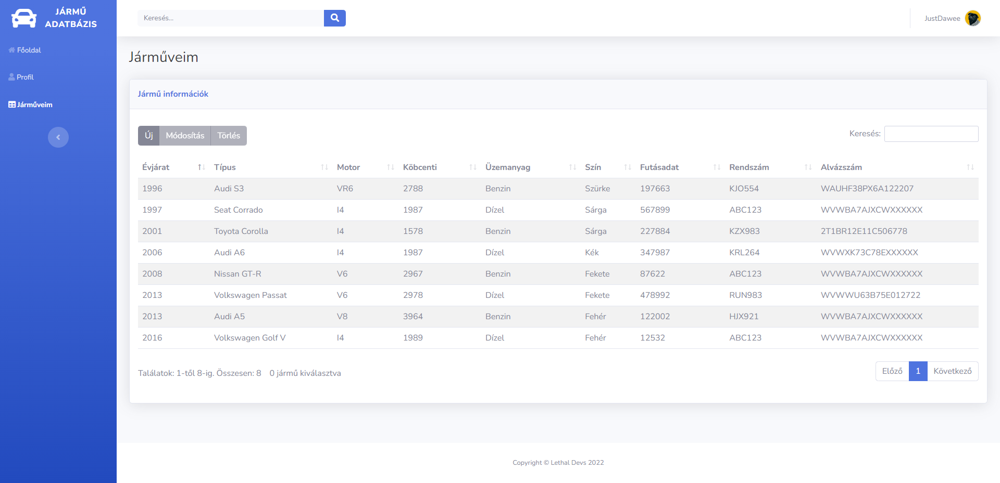 JÁRMŰ
ADATBÁZIS
Keresés...
JustDawee
Főoldal
Profil
Járműveim
Járműveim
Jármű információk
Új Módosítás Törlés
Keresés:
Évjárat Típus Motor Köbcenti Üzemanyag Szín Futásadat Rendszám Alvázszám
1996 Audi S3 VR6 2788 Benzin Szürke 197663 KJO554 WAUHF38PX6A122207
1997 Seat Corrado I4 1987 Dízel Sárga 567899 ABC123 WVWBA7AJXCWXXXXXX
2001 Toyota Corolla I4 1578 Benzin Sárga 227884 KZX983 2T1BR12E11C506778
2006 Audi A6 I4 1987 Dízel Kék 347987 KRL264 WVWXK73C78EXXXXXX
2008 Nissan GT-R V6 2967 Benzin Fekete 87622 ABC123 WVWBA7AJXCWXXXXXX
2013 Volkswagen Passat V6 2978 Dízel Fekete 478992 RUN983 WVWWU63B75E012722
2013 Audi A5 V8 3964 Benzin Fehér 122002 HJX921 WVWBA7AJXCWXXXXXX
2016 Volkswagen Golf V I4 1989 Dízel Fehér 12532 ABC123 WVWBA7AJXCWXXXXXX
Találatok: 1-től 8-ig. Összesen: 8 0 jármű kiválasztva
Előző 1 Következő
Copyright © Lethal Devs 2022